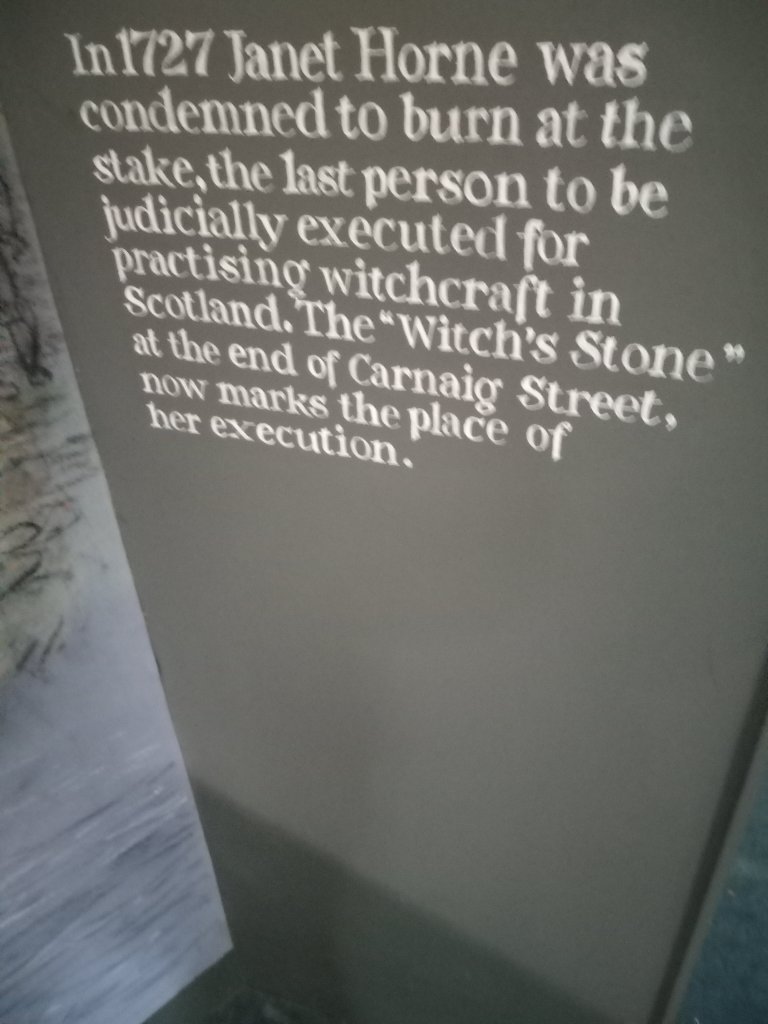 In 1727 Janet Horne was
condemned to burn at the
stake, the last person to be
judicially executed for
practising witchcraft in
Scotland. The "Witch's Stone"
at the end of Carnaig Street,
now marks the place of
her execution.